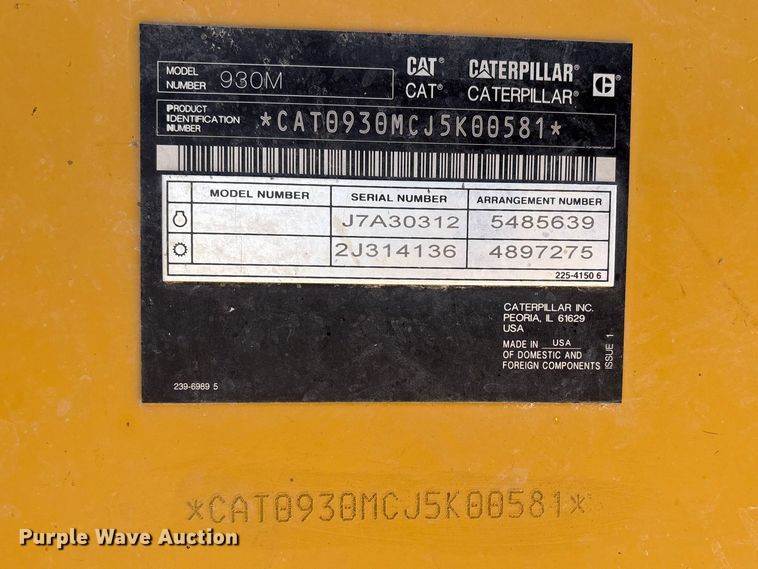 MODEL NUMBER 930M
CAT® CATERPILLAR®
CAT® CATERPILLAR® C®
PRODUCT IDENTIFICATION NUMBER *CAT0930MCJ5K00581*
MODEL NUMBER SERIAL NUMBER ARRANGEMENT NUMBER
J7A30312 5485639
2J314136 4897275
225-4150 6
CATERPILLAR INC.
PEORIA, IL 61629
USA
MADE IN USA
OF DOMESTIC AND
FOREIGN COMPONENTS
ISSUE 1
239-6989 5
*CAT0930MCJ5K00581*
Purple Wave Auction